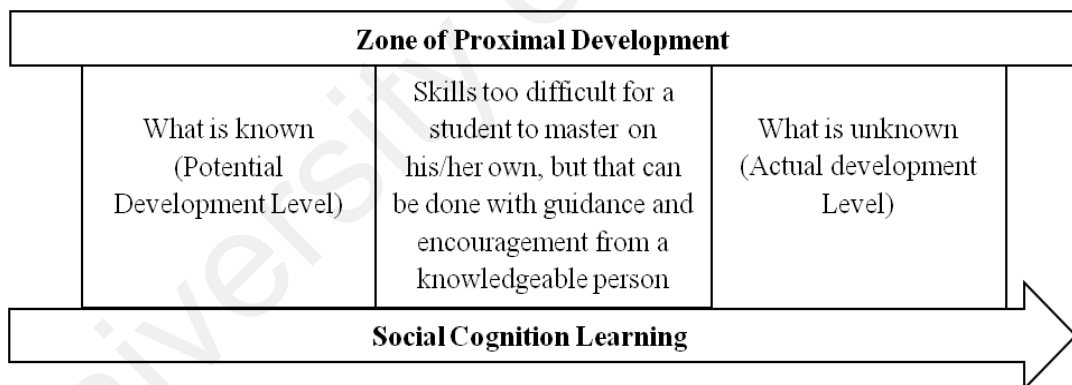 Zone of Proximal Development
What is known
(Potential
Development Level)
Skills too difficult for a
student to master on
his/her own, but that can
be done with guidance and
encouragement from a
knowledgeable person
What is unknown
(Actual development
Level)
Social Cognition Learning